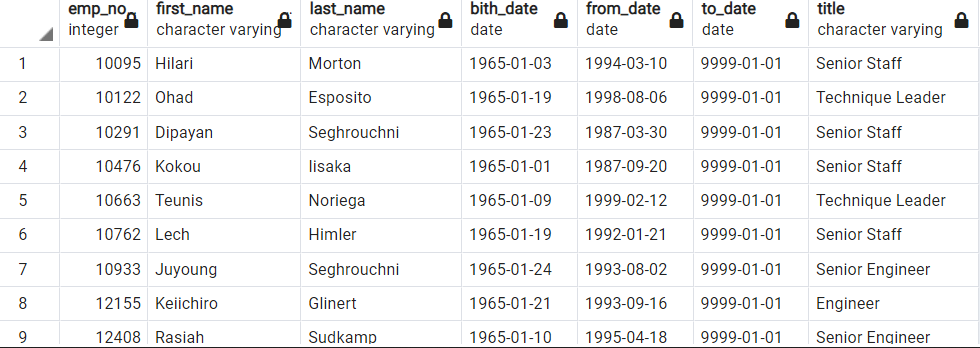 emp_no first_name last_name bith_date from_date to_date title
integer character varying character varying date date date character varying
1 10095 Hilari Morton 1965-01-03 1994-03-10 9999-01-01 Senior Staff
2 10122 Ohad Esposito 1965-01-19 1998-08-06 9999-01-01 Technique Leader
3 10291 Dipayan Seghrouchni 1965-01-23 1987-03-30 9999-01-01 Senior Staff
4 10476 Kokou Iisaka 1965-01-01 1987-09-20 9999-01-01 Senior Staff
5 10663 Teunis Noriega 1965-01-09 1999-02-12 9999-01-01 Technique Leader
6 10762 Lech Himler 1965-01-19 1992-01-21 9999-01-01 Senior Staff
7 10933 Juyoung Seghrouchni 1965-01-24 1993-08-02 9999-01-01 Senior Engineer
8 12155 Keiichiro Glinert 1965-01-21 1993-09-16 9999-01-01 Engineer
9 12408 Rasiah Sudkamp 1965-01-10 1995-04-18 9999-01-01 Senior Engineer